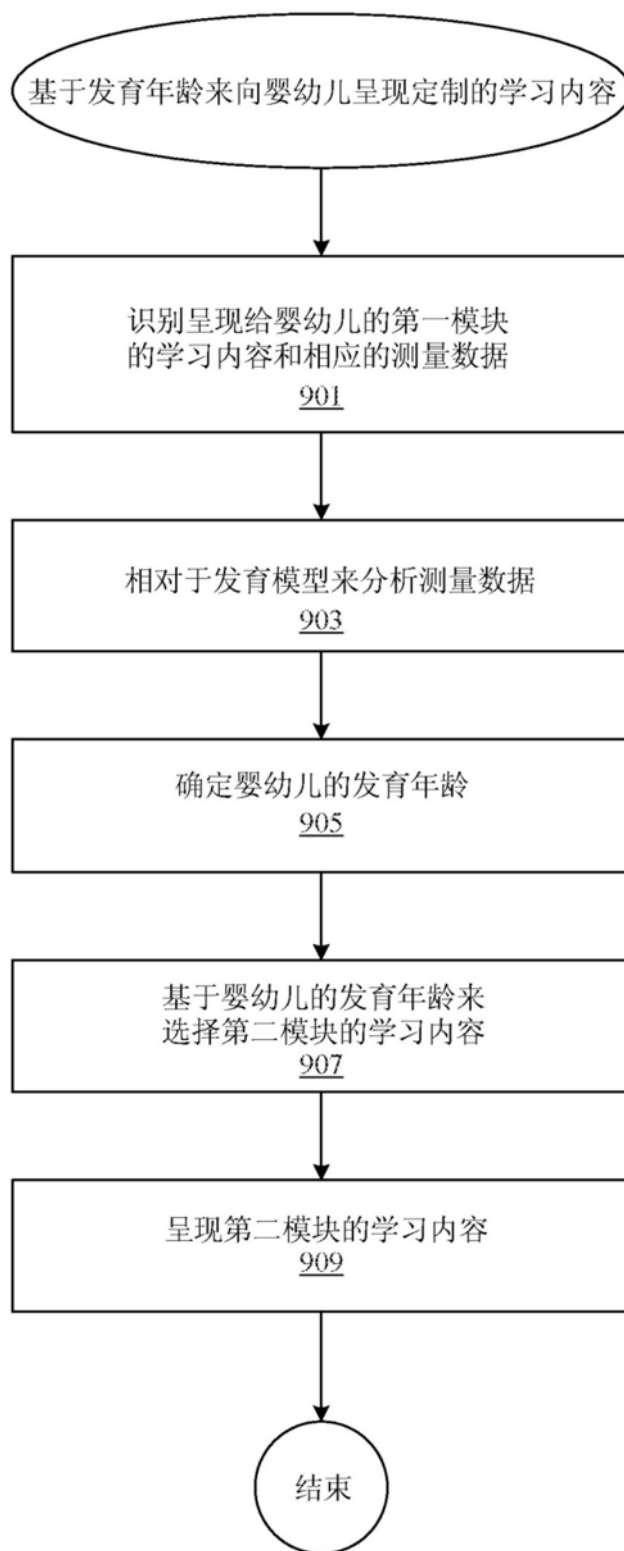 基于发育年龄来向婴幼儿呈现定制的学习内容
识别呈现给婴幼儿的第一模块
的学习内容和相应的测量数据
901
相对于发育模型来分析测量数据
903
确定婴幼儿的发育年龄
905
基于婴幼儿的发育年龄来
选择第二模块的学习内容
907
呈现第二模块的学习内容
909
结束